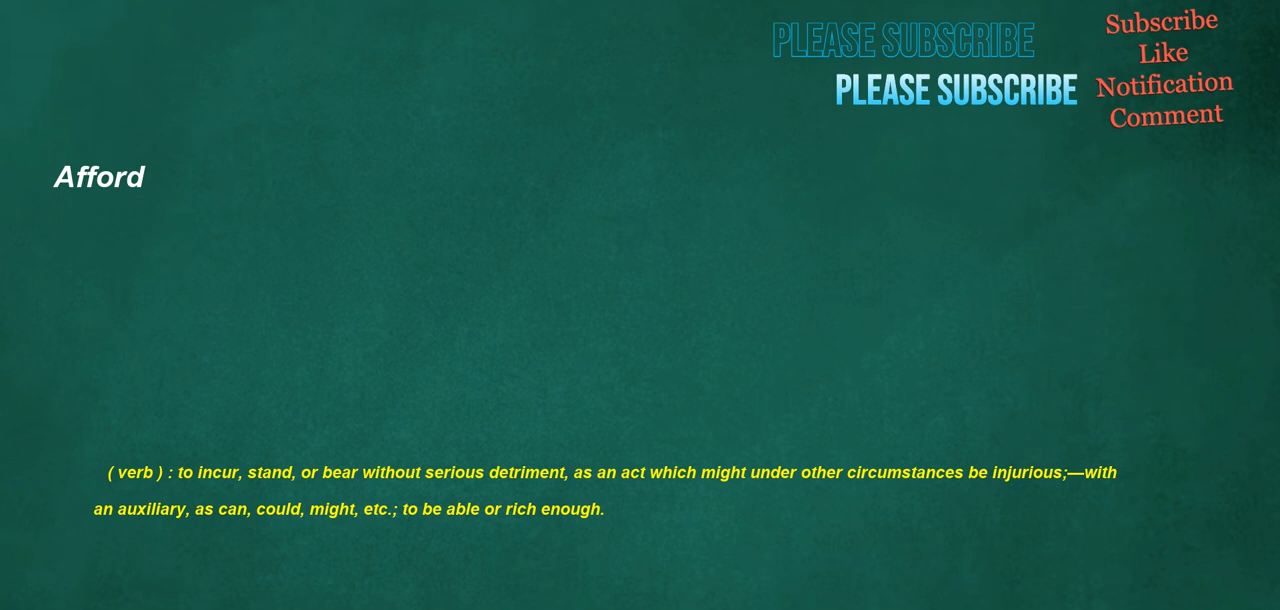 PLEASE SUBSCRIBE
PLEASE SUBSCRIBE
Subscribe
Like
Notification
Comment
Afford
( verb ) : to incur, stand, or bear without serious detriment, as an act which might under other circumstances be injurious;—with
an auxiliary, as can, could, might, etc.; to be able or rich enough.